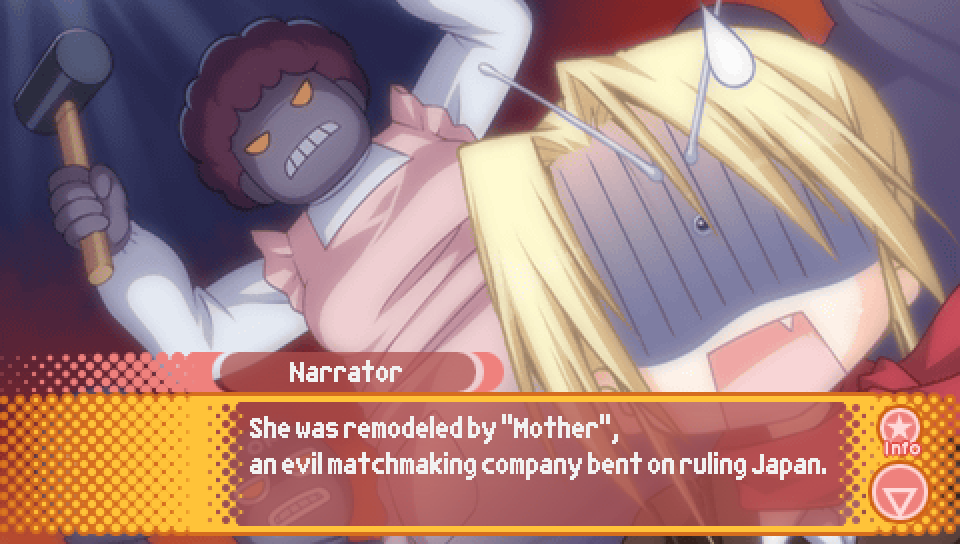 Narrator
She was remodeled by "Mother",
an evil matchmaking company bent on ruling Japan.
Info